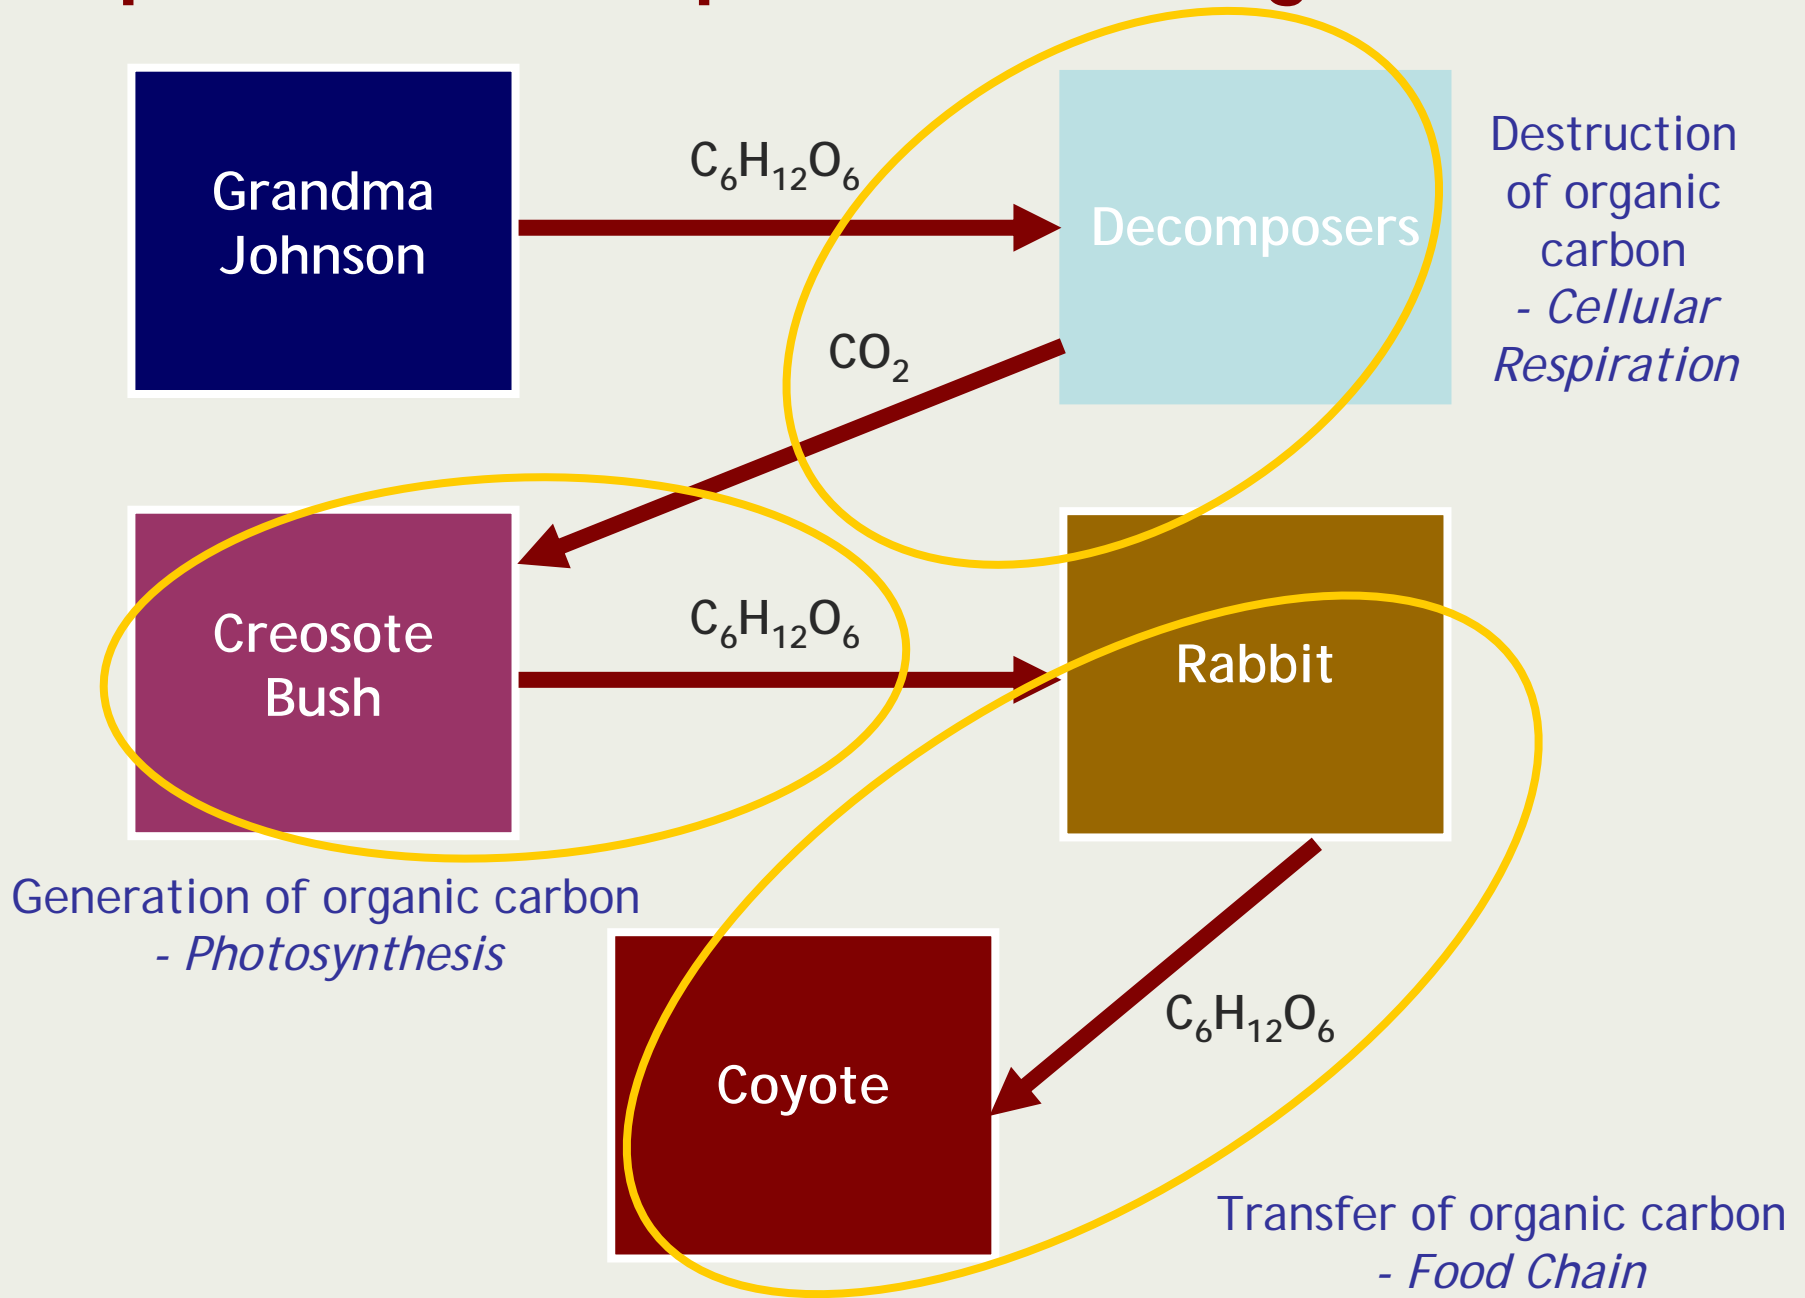 Grandma
Johnson
C₆H₁₂O₆
Decomposers
Destruction
of organic
carbon
- Cellular
Respiration
CO₂
Creosote
Bush
C₆H₁₂O₆
Rabbit
Generation of organic carbon
- Photosynthesis
Coyote
C₆H₁₂O₆
Transfer of organic carbon
- Food Chain